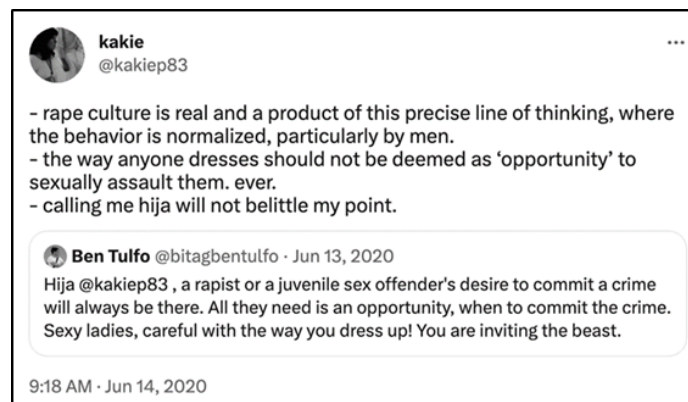 kakie
@kakiep83
- rape culture is real and a product of this precise line of thinking, where
the behavior is normalized, particularly by men.
- the way anyone dresses should not be deemed as ‘opportunity’ to
sexually assault them. ever.
- calling me hija will not belittle my point.
Ben Tulfo @bitagbentulfo · Jun 13, 2020
Hija @kakiep83 , a rapist or a juvenile sex offender's desire to commit a crime
will always be there. All they need is an opportunity, when to commit the crime.
Sexy ladies, careful with the way you dress up! You are inviting the beast.
9:18 AM · Jun 14, 2020